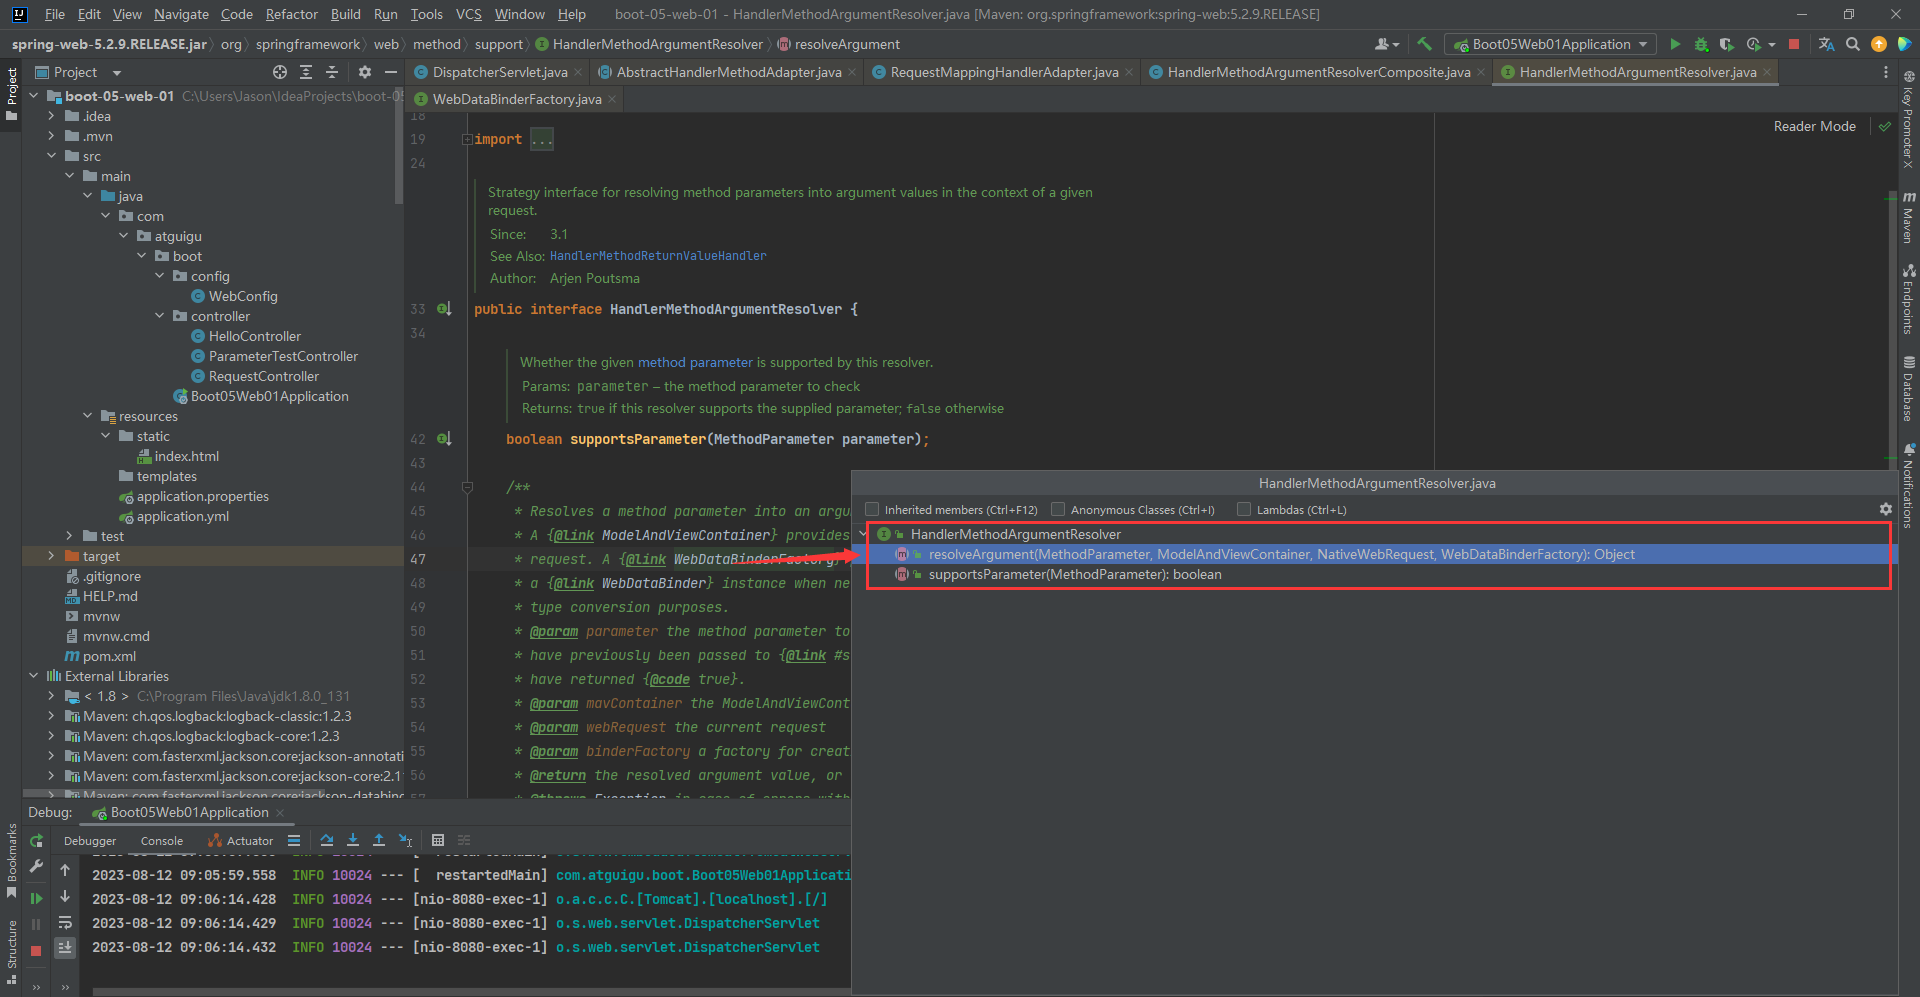 File Edit View Navigate Code Refactor Build Run Tools VCS Window Help boot-05-web-01 - HandlerMethodArgumentResolver.java [Maven: org.springframework:spring-web:5.2.9.RELEASE]
spring-web-5.2.9.RELEASE.jar org springframework web method support HandlerMethodArgumentResolver resolveArgument Boot05Web01Application
Project
DispatcherServlet.java AbstractHandlerMethodAdapter.java RequestMappingHandlerAdapter.java HandlerMethodArgumentResolverComposite.java HandlerMethodArgumentResolver.java
WebDataBinderFactory.java
Project
boot-05-web-01 C:\Users\Jason\IdeaProjects\boot-05
.idea
.mvn
src
main
java
com
atguigu
boot
config
WebConfig
controller
HelloController
ParameterTestController
RequestController
Boot05Web01Application
resources
static
index.html
templates
application.properties
application.yml
test
target
.gitignore
HELP.md
mvnw
mvnw.cmd
pom.xml
External Libraries
< 1.8 > C:\Program Files\Java\jdk1.8.0_131
Maven: ch.qos.logback:logback-classic:1.2.3
Maven: ch.qos.logback:logback-core:1.2.3
Maven: com.fasterxml.jackson.core:jackson-annotati
Maven: com.fasterxml.jackson.core:jackson-core:2.11
Maven: com.fasterxml.jackson.core:jackson-databind
18
Reader Mode
19 import ...
24
Strategy interface for resolving method parameters into argument values in the context of a given
request.
Since: 3.1
See Also: HandlerMethodReturnValueHandler
Author: Arjen Poutsma
33 public interface HandlerMethodArgumentResolver {
34
Whether the given method parameter is supported by this resolver.
Params: parameter – the method parameter to check
Returns: true if this resolver supports the supplied parameter; false otherwise
42 boolean supportsParameter(MethodParameter parameter);
43
44 /**
45 * Resolves a method parameter into an argu
46 * A {@link ModelAndViewContainer} provides
47 * request. A {@link WebDataBinderFactory}
48 * a {@link WebDataBinder} instance when ne
49 * type conversion purposes.
50 * @param parameter the method parameter to
51 * have previously been passed to {@link #s
52 * have returned {@code true}.
53 * @param mavContainer the ModelAndViewCont
54 * @param webRequest the current request
55 * @param binderFactory a factory for creat
56 * @return the resolved argument value, or
57 * @throws Exception in case of errors with
HandlerMethodArgumentResolver.java
Inherited members (Ctrl+F12) Anonymous Classes (Ctrl+I) Lambdas (Ctrl+L)
HandlerMethodArgumentResolver
resolveArgument(MethodParameter, ModelAndViewContainer, NativeWebRequest, WebDataBinderFactory): Object
supportsParameter(MethodParameter): boolean
Key Promoter X
Maven
Endpoints
Database
Notifications
Debug: Boot05Web01Application
Debugger Console Actuator
2023-08-12 09:05:59.558 INFO 10024 --- [ restartedMain] com.atguigu.boot.Boot05Web01Applicati
2023-08-12 09:06:14.428 INFO 10024 --- [nio-8080-exec-1] o.a.c.c.C.[Tomcat].[localhost].[/]
2023-08-12 09:06:14.429 INFO 10024 --- [nio-8080-exec-1] o.s.web.servlet.DispatcherServlet
2023-08-12 09:06:14.432 INFO 10024 --- [nio-8080-exec-1] o.s.web.servlet.DispatcherServlet
Bookmarks
Structure